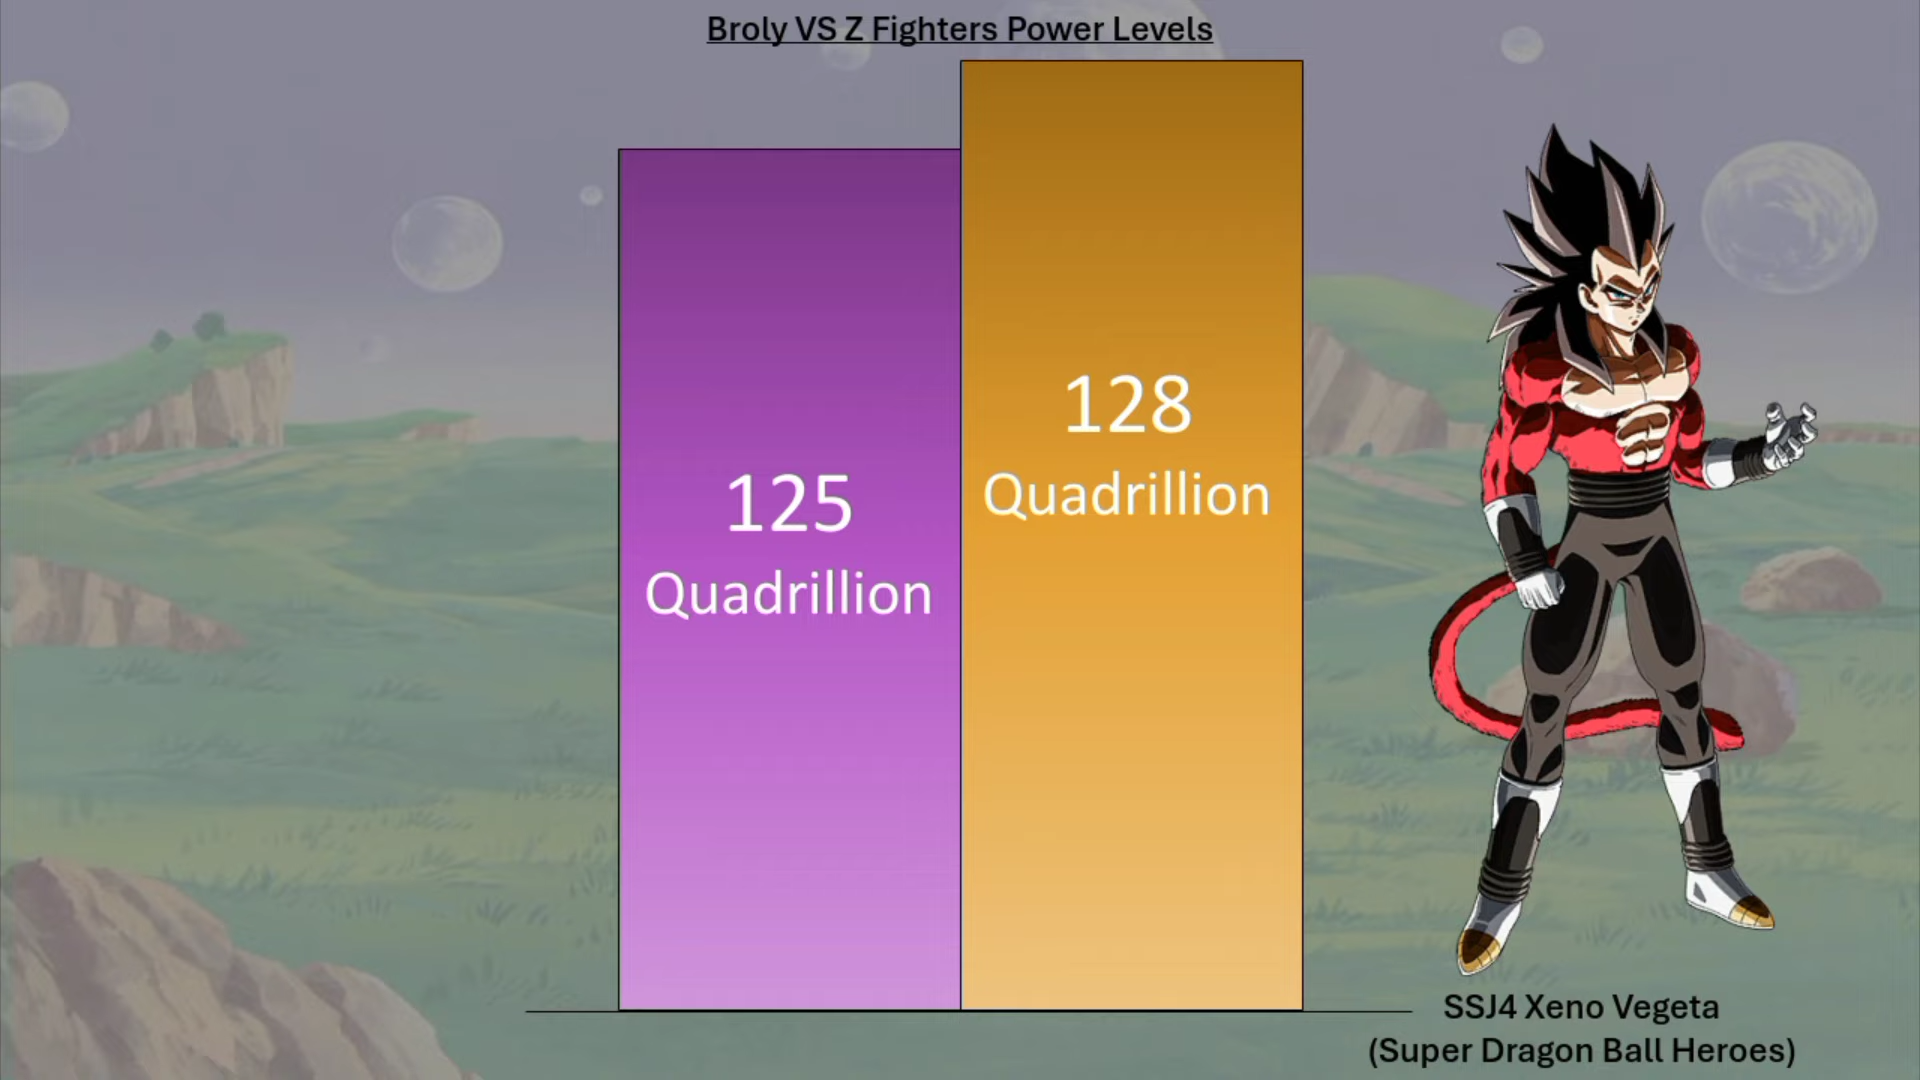 Broly VS Z Fighters Power Levels
125
Quadrillion
128
Quadrillion
SSJ4 Xeno Vegeta
(Super Dragon Ball Heroes)